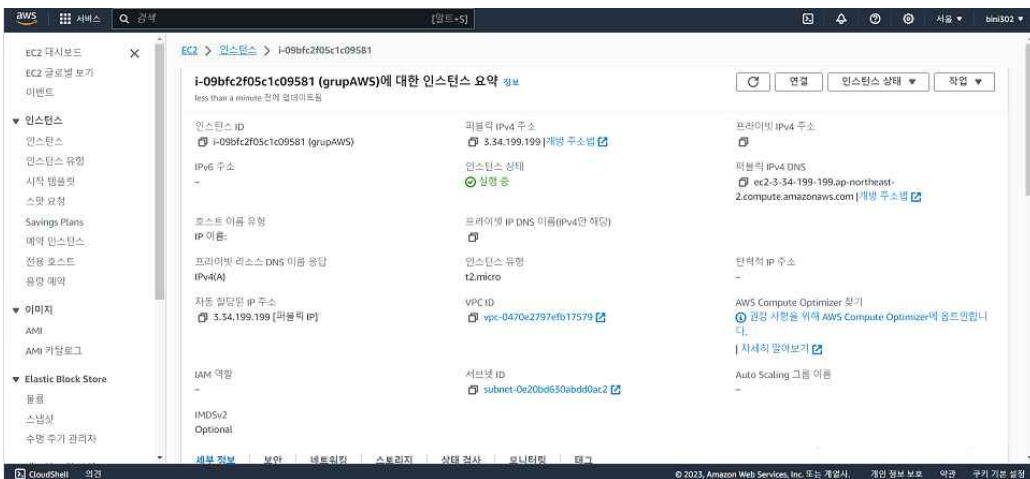 aws
서비스
검색
[알트+S]
서울 ▼
bini302 ▼
EC2 대시보드
EC2 글로벌 보기
이벤트
▼ 인스턴스
인스턴스
인스턴스 유형
시작 템플릿
스팟 요청
Savings Plans
예약 인스턴스
전용 호스트
용량 예약
▼ 이미지
AMI
AMI 카탈로그
▼ Elastic Block Store
볼륨
스냅샷
수명 주기 관리자
EC2 > 인스턴스 > i-09bfc2f05c1c09581
i-09bfc2f05c1c09581 (grupAWS)에 대한 인스턴스 요약 정보
less than a minute 전에 업데이트됨
연결
인스턴스 상태 ▼
작업 ▼
인스턴스 ID
i-09bfc2f05c1c09581 (grupAWS)
퍼블릭 IPv4 주소
3.34.199.199 |개방 주소법
프라이빗 IPv4 주소
IPv6 주소
–
인스턴스 상태
실행 중
퍼블릭 IPv4 DNS
ec2-3-34-199-199.ap-northeast-
2.compute.amazonaws.com |개방 주소법
호스트 이름 유형
IP 이름:
프라이빗 IP DNS 이름(IPv4만 해당)
프라이빗 리소스 DNS 이름 응답
IPv4(A)
인스턴스 유형
t2.micro
탄력적 IP 주소
–
자동 할당된 IP 주소
3.34.199.199 [퍼블릭 IP]
VPC ID
vpc-0470e2797efb17579
AWS Compute Optimizer 찾기
권장 사항을 위해 AWS Compute Optimizer에 옵트인합니
다.
| 자세히 알아보기
IAM 역할
–
서브넷 ID
subnet-0e20bd630abdd0ac2
Auto Scaling 그룹 이름
–
IMDSv2
Optional
세부 정보
보안
네트워킹
스토리지
상태 검사
모니터링
태그
CloudShell
의견
© 2023, Amazon Web Services, Inc. 또는 계열사.
개인 정보 보호
약관
쿠키 기본 설정